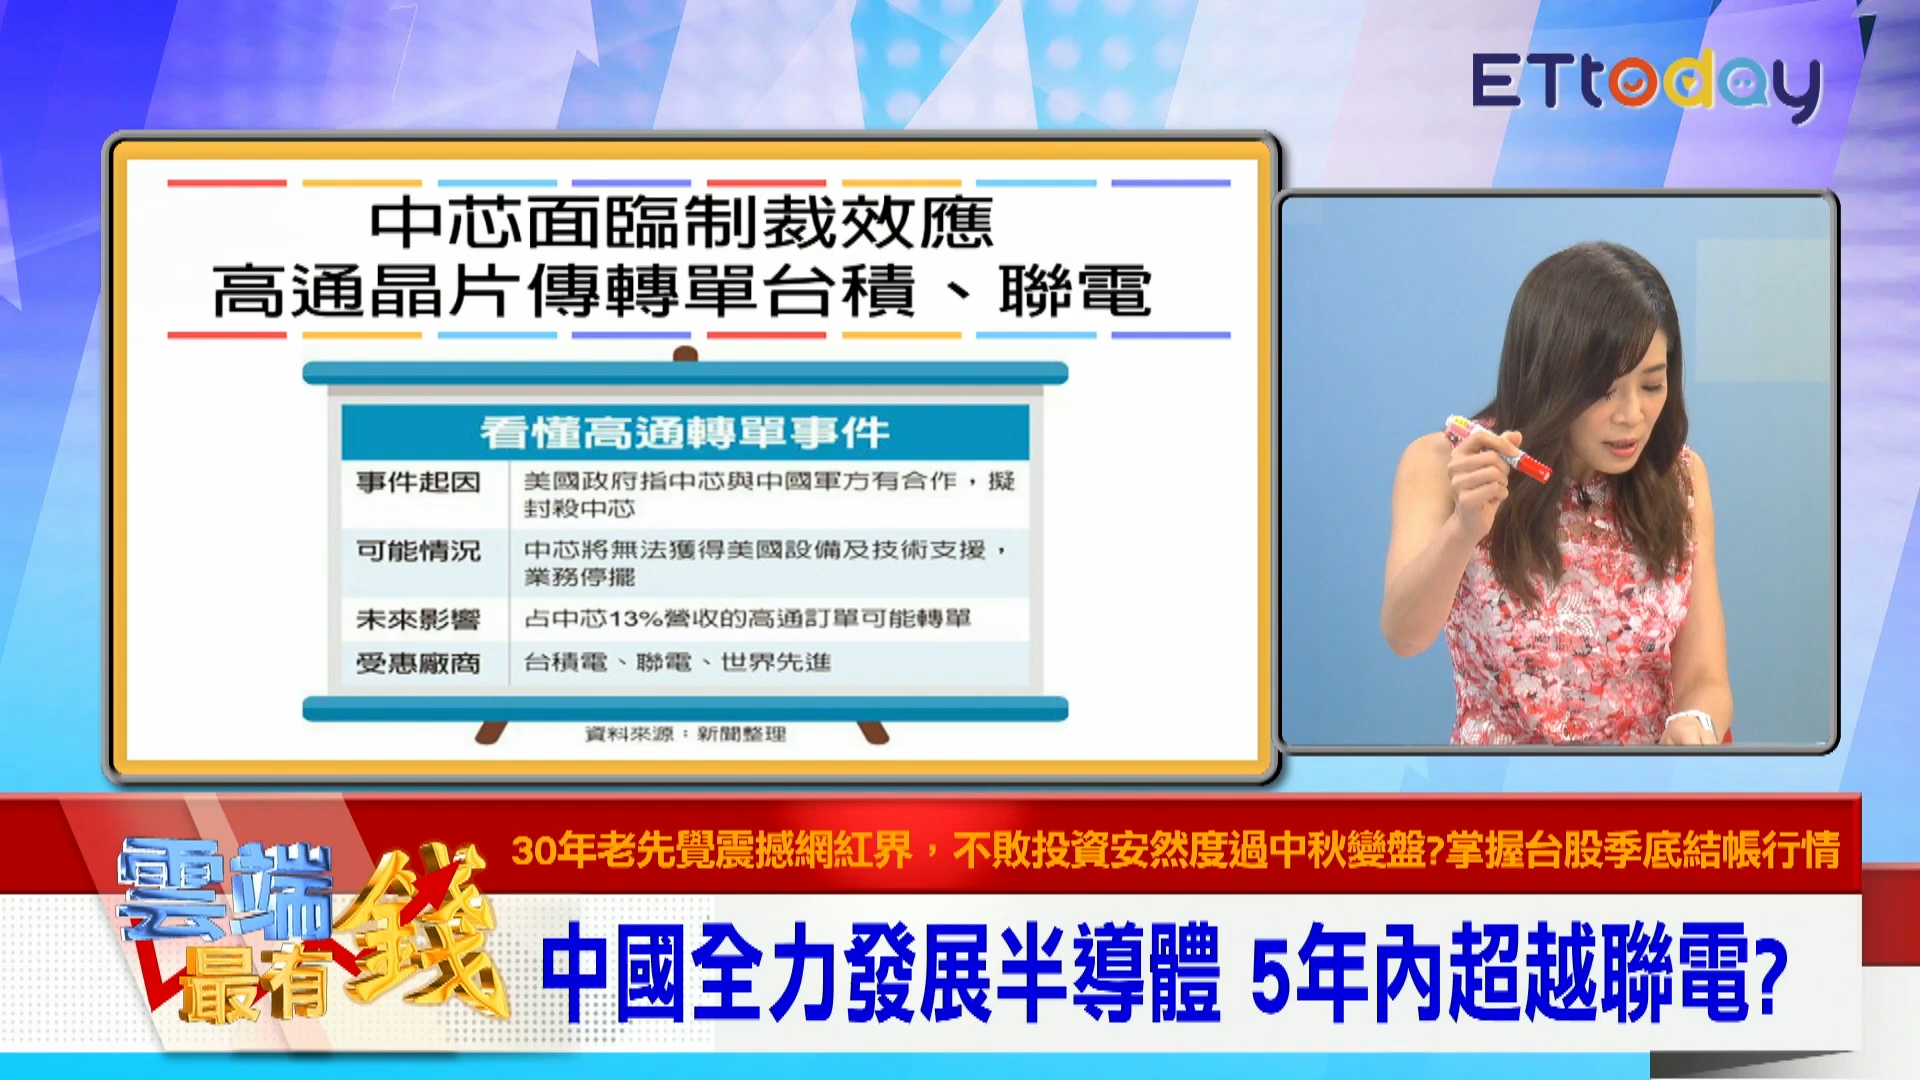 ETtoday
中芯面臨制裁效應
高通晶片傳轉單台積、聯電
看懂高通轉單事件
事件起因
美國政府指中芯與中國軍方有合作，擬
封殺中芯
可能情況
中芯將無法獲得美國設備及技術支援，
業務停擺
未來影響
占中芯13%營收的高通訂單可能轉單
受惠廠商
台積電、聯電、世界先進
資料來源：新聞整理
30年老先覺震撼網紅界，不敗投資安然度過中秋變盤?掌握台股季底結帳行情
雲端
最有錢
中國全力發展半導體 5年內超越聯電?